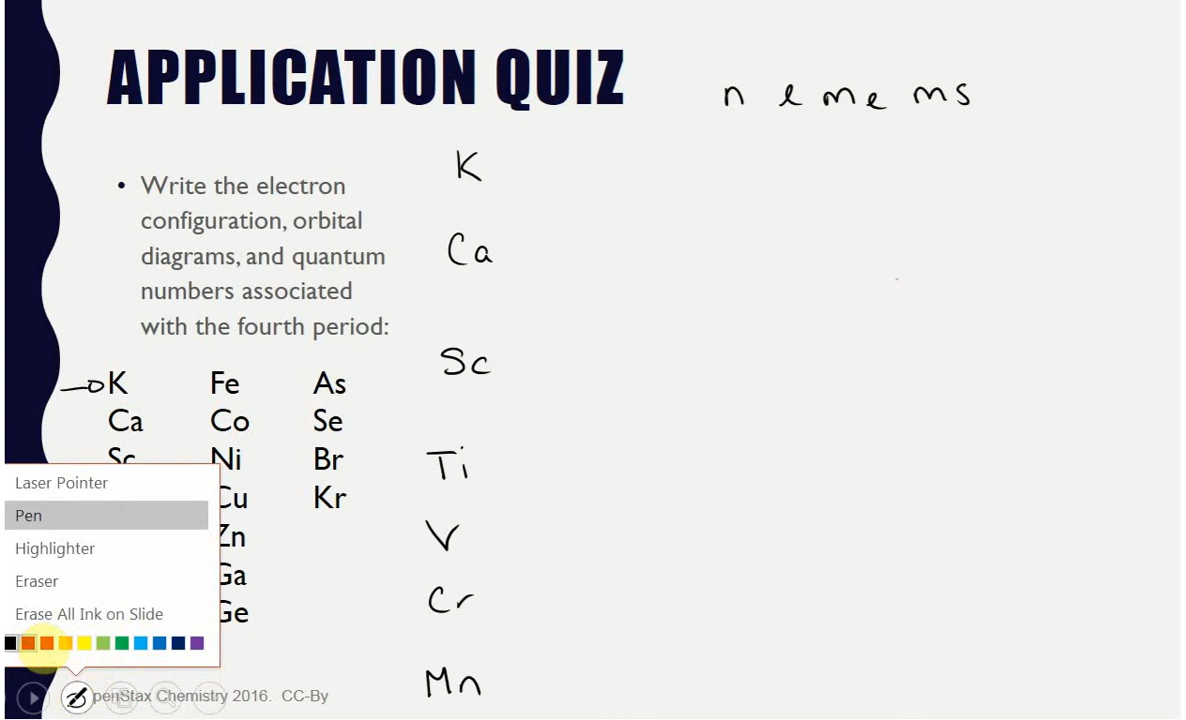 APPLICATION QUIZ
n l m e m s
• Write the electron
configuration, orbital
diagrams, and quantum
numbers associated
with the fourth period:
K Fe As
Ca Co Se
Sc Ni Br
Cu Kr
Zn
Ga
Ge
K
Ca
Sc
Ti
V
Cr
Mn
Laser Pointer
Pen
Highlighter
Eraser
Erase All Ink on Slide
penStax Chemistry 2016. CC-By